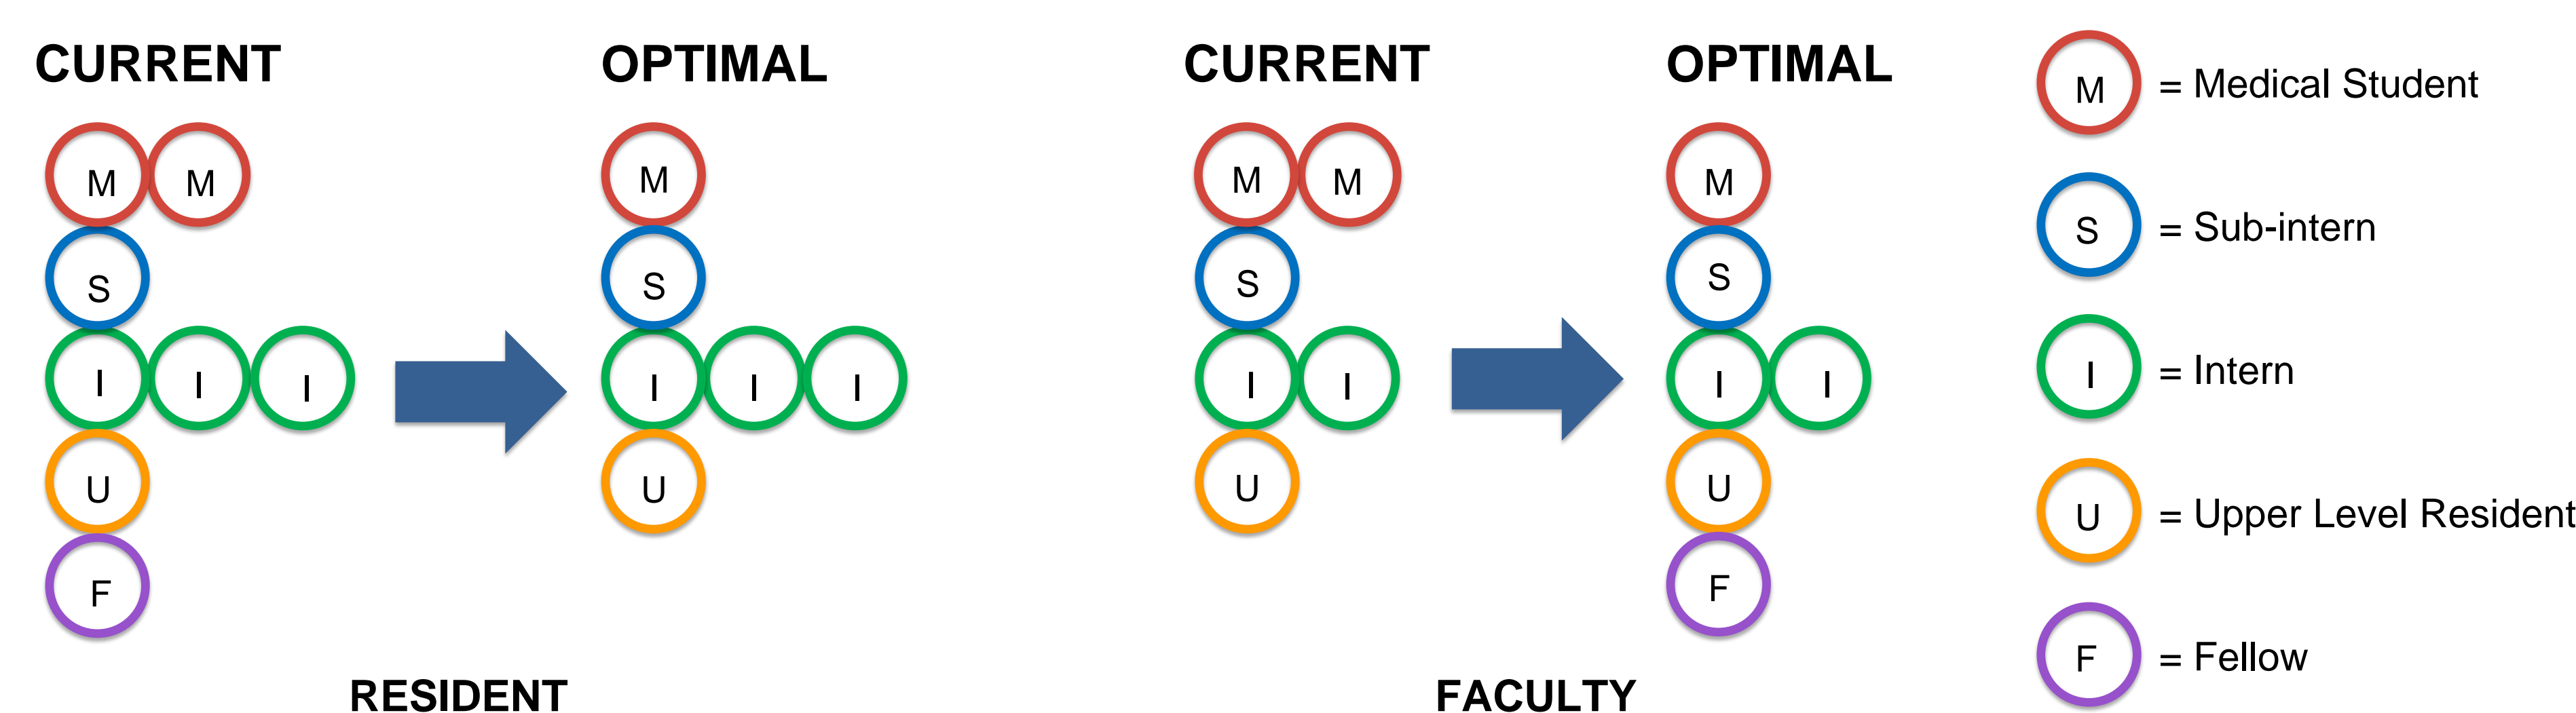 CURRENT OPTIMAL CURRENT OPTIMAL
M = Medical Student
M M M M M M
S = Sub-intern
S S S S
I I I I I I I I I I
I = Intern
U U U U
U = Upper Level Resident
F F
F = Fellow
RESIDENT FACULTY